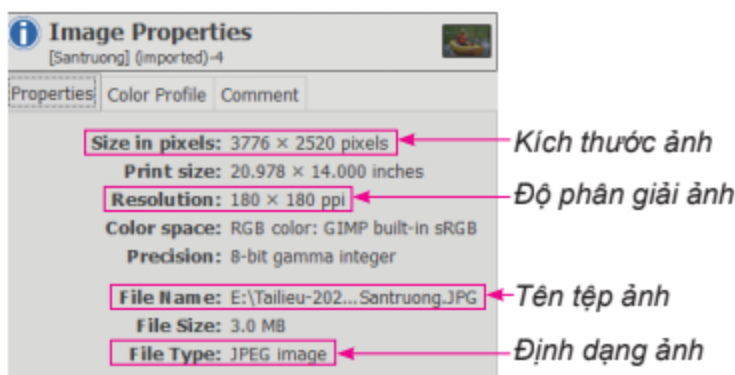 Image Properties
[Santruong] (imported)-4
Properties Color Profile Comment
Size in pixels: 3776 × 2520 pixels Kích thước ảnh
Print size: 20.978 × 14.000 inches
Resolution: 180 × 180 ppi Độ phân giải ảnh
Color space: RGB color: GIMP built-in sRGB
Precision: 8-bit gamma integer
File Name: E:\Tailieu-202...Santruong.JPG Tên tệp ảnh
File Size: 3.0 MB
File Type: JPEG image Định dạng ảnh